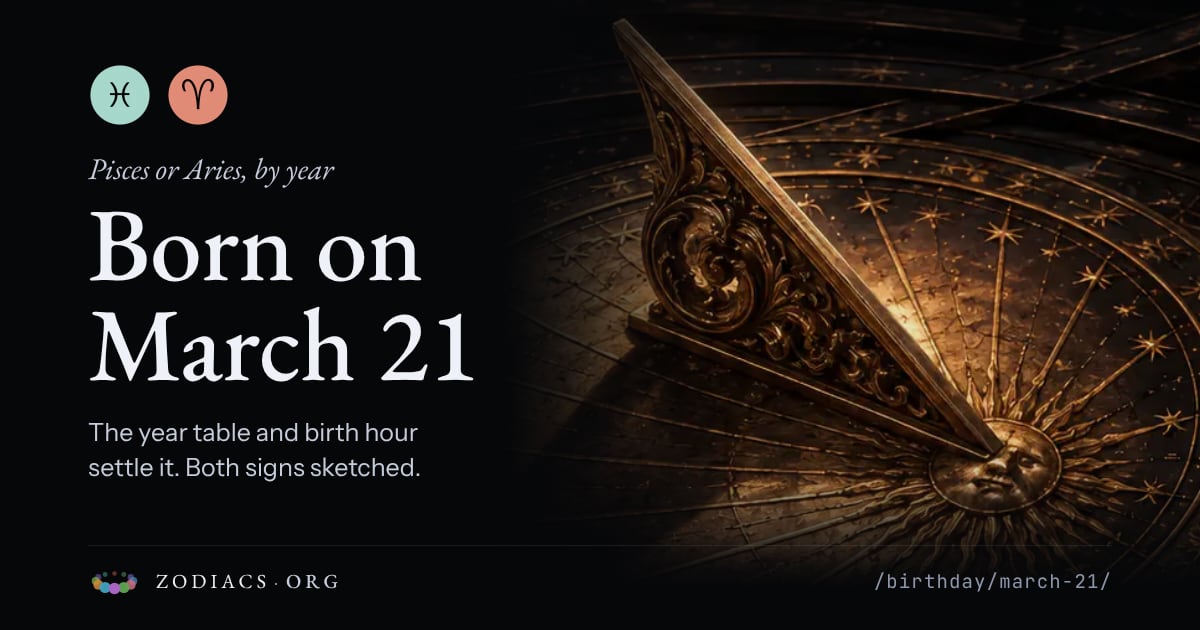 ♓ ♈
Pisces or Aries, by year
Born on
March 21
The year table and birth hour
settle it. Both signs sketched.
ZODIACS·ORG
/birthday/march-21/